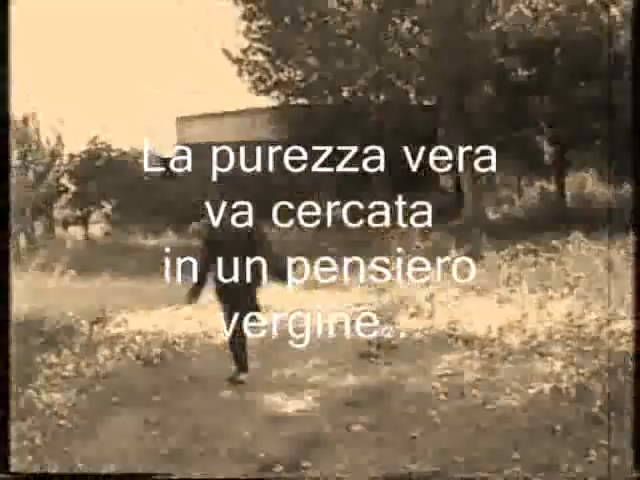 La purezza vera
va cercata
in un pensiero
vergine...